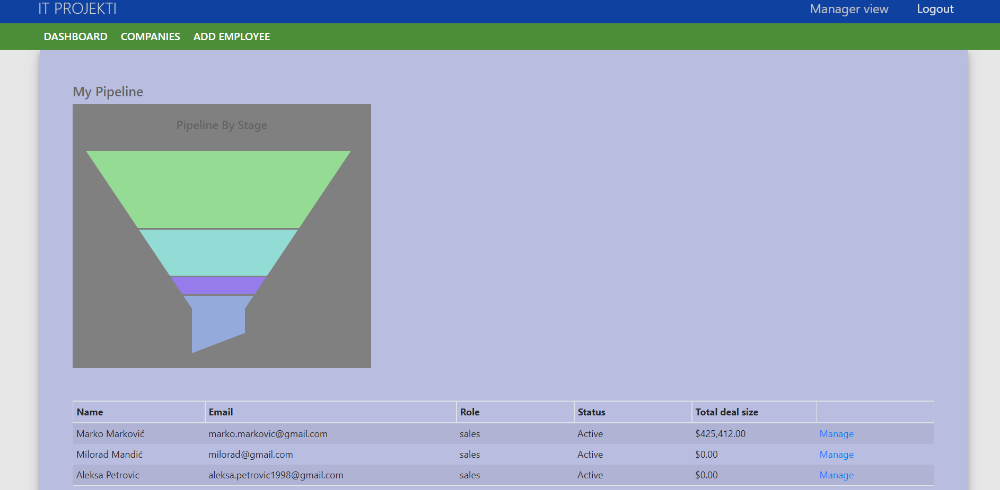 IT PROJEKTI Manager view Logout
DASHBOARD COMPANIES ADD EMPLOYEE
My Pipeline
Pipeline By Stage
Name Email Role Status Total deal size
Marko Marković marko.markovic@gmail.com sales Active $425,412.00 Manage
Milorad Mandić milorad@gmail.com sales Active $0.00 Manage
Aleksa Petrovic aleksa.petrovic1998@gmail.com sales Active $0.00 Manage